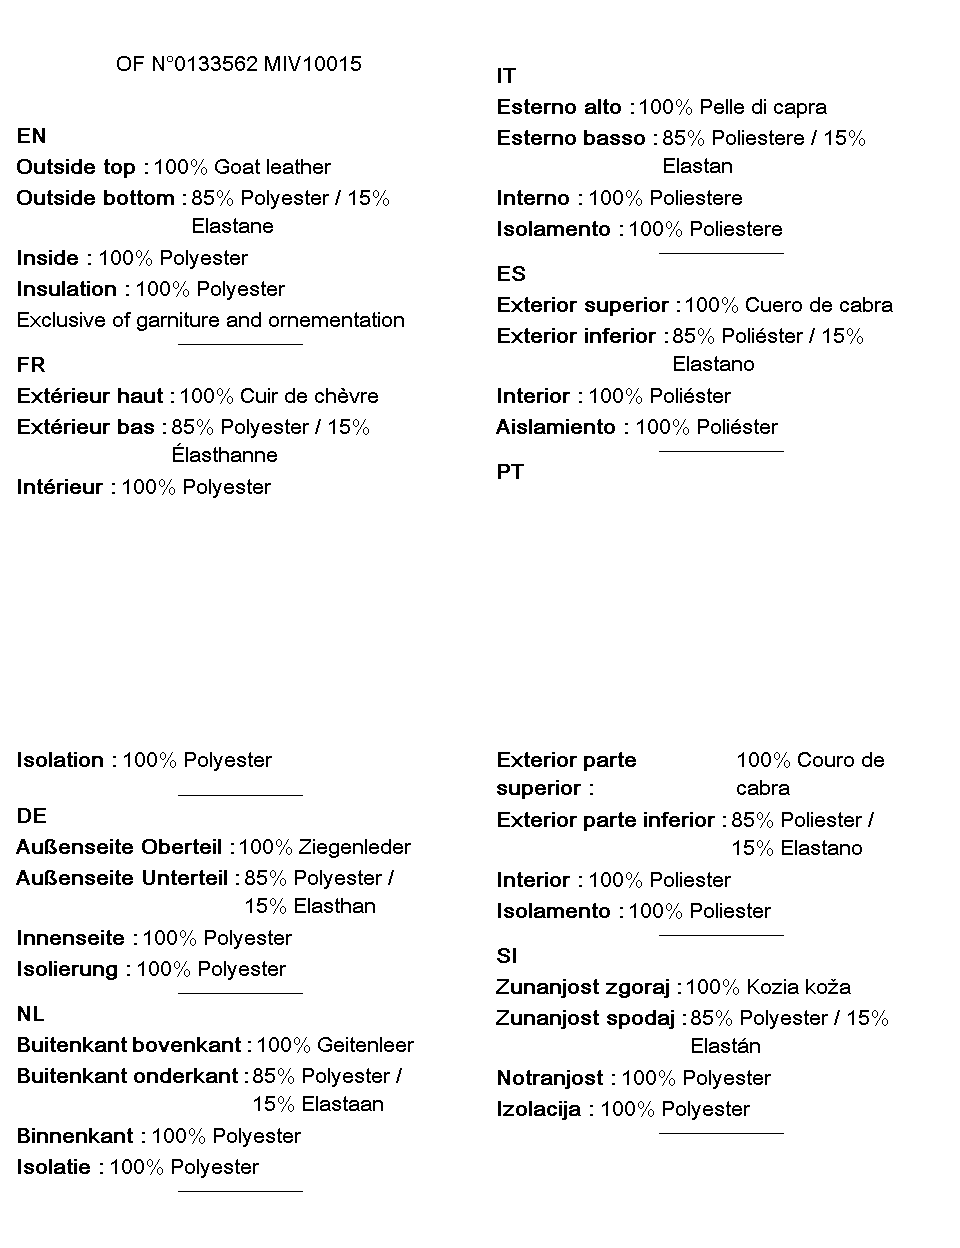 OF N°0133562 MIV10015
EN
Outside top : 100% Goat leather
Outside bottom : 85% Polyester / 15%
Elastane
Inside : 100% Polyester
Insulation : 100% Polyester
Exclusive of garniture and ornementation
FR
Extérieur haut : 100% Cuir de chèvre
Extérieur bas : 85% Polyester / 15%
Élasthanne
Intérieur : 100% Polyester
Isolation : 100% Polyester
DE
Außenseite Oberteil : 100% Ziegenleder
Außenseite Unterteil : 85% Polyester /
15% Elasthan
Innenseite : 100% Polyester
Isolierung : 100% Polyester
NL
Buitenkant bovenkant : 100% Geitenleer
Buitenkant onderkant : 85% Polyester /
15% Elastaan
Binnenkant : 100% Polyester
Isolatie : 100% Polyester
IT
Esterno alto : 100% Pelle di capra
Esterno basso : 85% Poliestere / 15%
Elastan
Interno : 100% Poliestere
Isolamento : 100% Poliestere
ES
Exterior superior : 100% Cuero de cabra
Exterior inferior : 85% Poliéster / 15%
Elastano
Interior : 100% Poliéster
Aislamiento : 100% Poliéster
PT
Exterior parte 100% Couro de
superior : cabra
Exterior parte inferior : 85% Poliester /
15% Elastano
Interior : 100% Poliester
Isolamento : 100% Poliester
SI
Zunanjost zgoraj : 100% Kozia koža
Zunanjost spodaj : 85% Polyester / 15%
Elastán
Notranjost : 100% Polyester
Izolacija : 100% Polyester